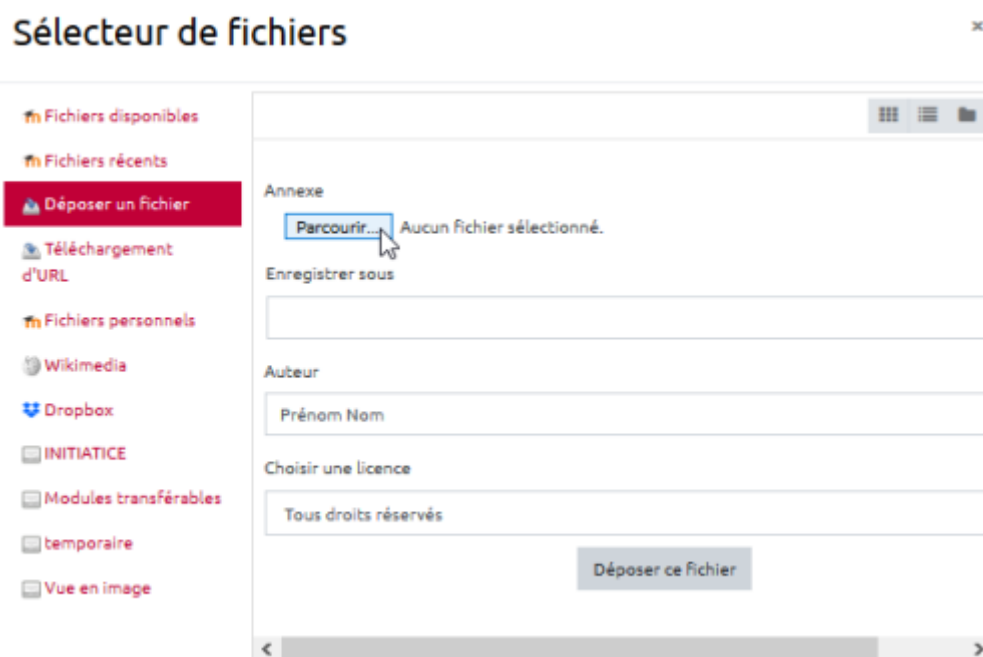 Sélecteur de fichiers
×
Fichiers disponibles
Fichiers récents
Déposer un fichier
Téléchargement
d'URL
Fichiers personnels
Wikimedia
Dropbox
INITIATICE
Modules transférables
temporaire
Vue en image
Annexe
Parcourir... Aucun fichier sélectionné.
Enregistrer sous
Auteur
Prénom Nom
Choisir une licence
Tous droits réservés
Déposer ce fichier